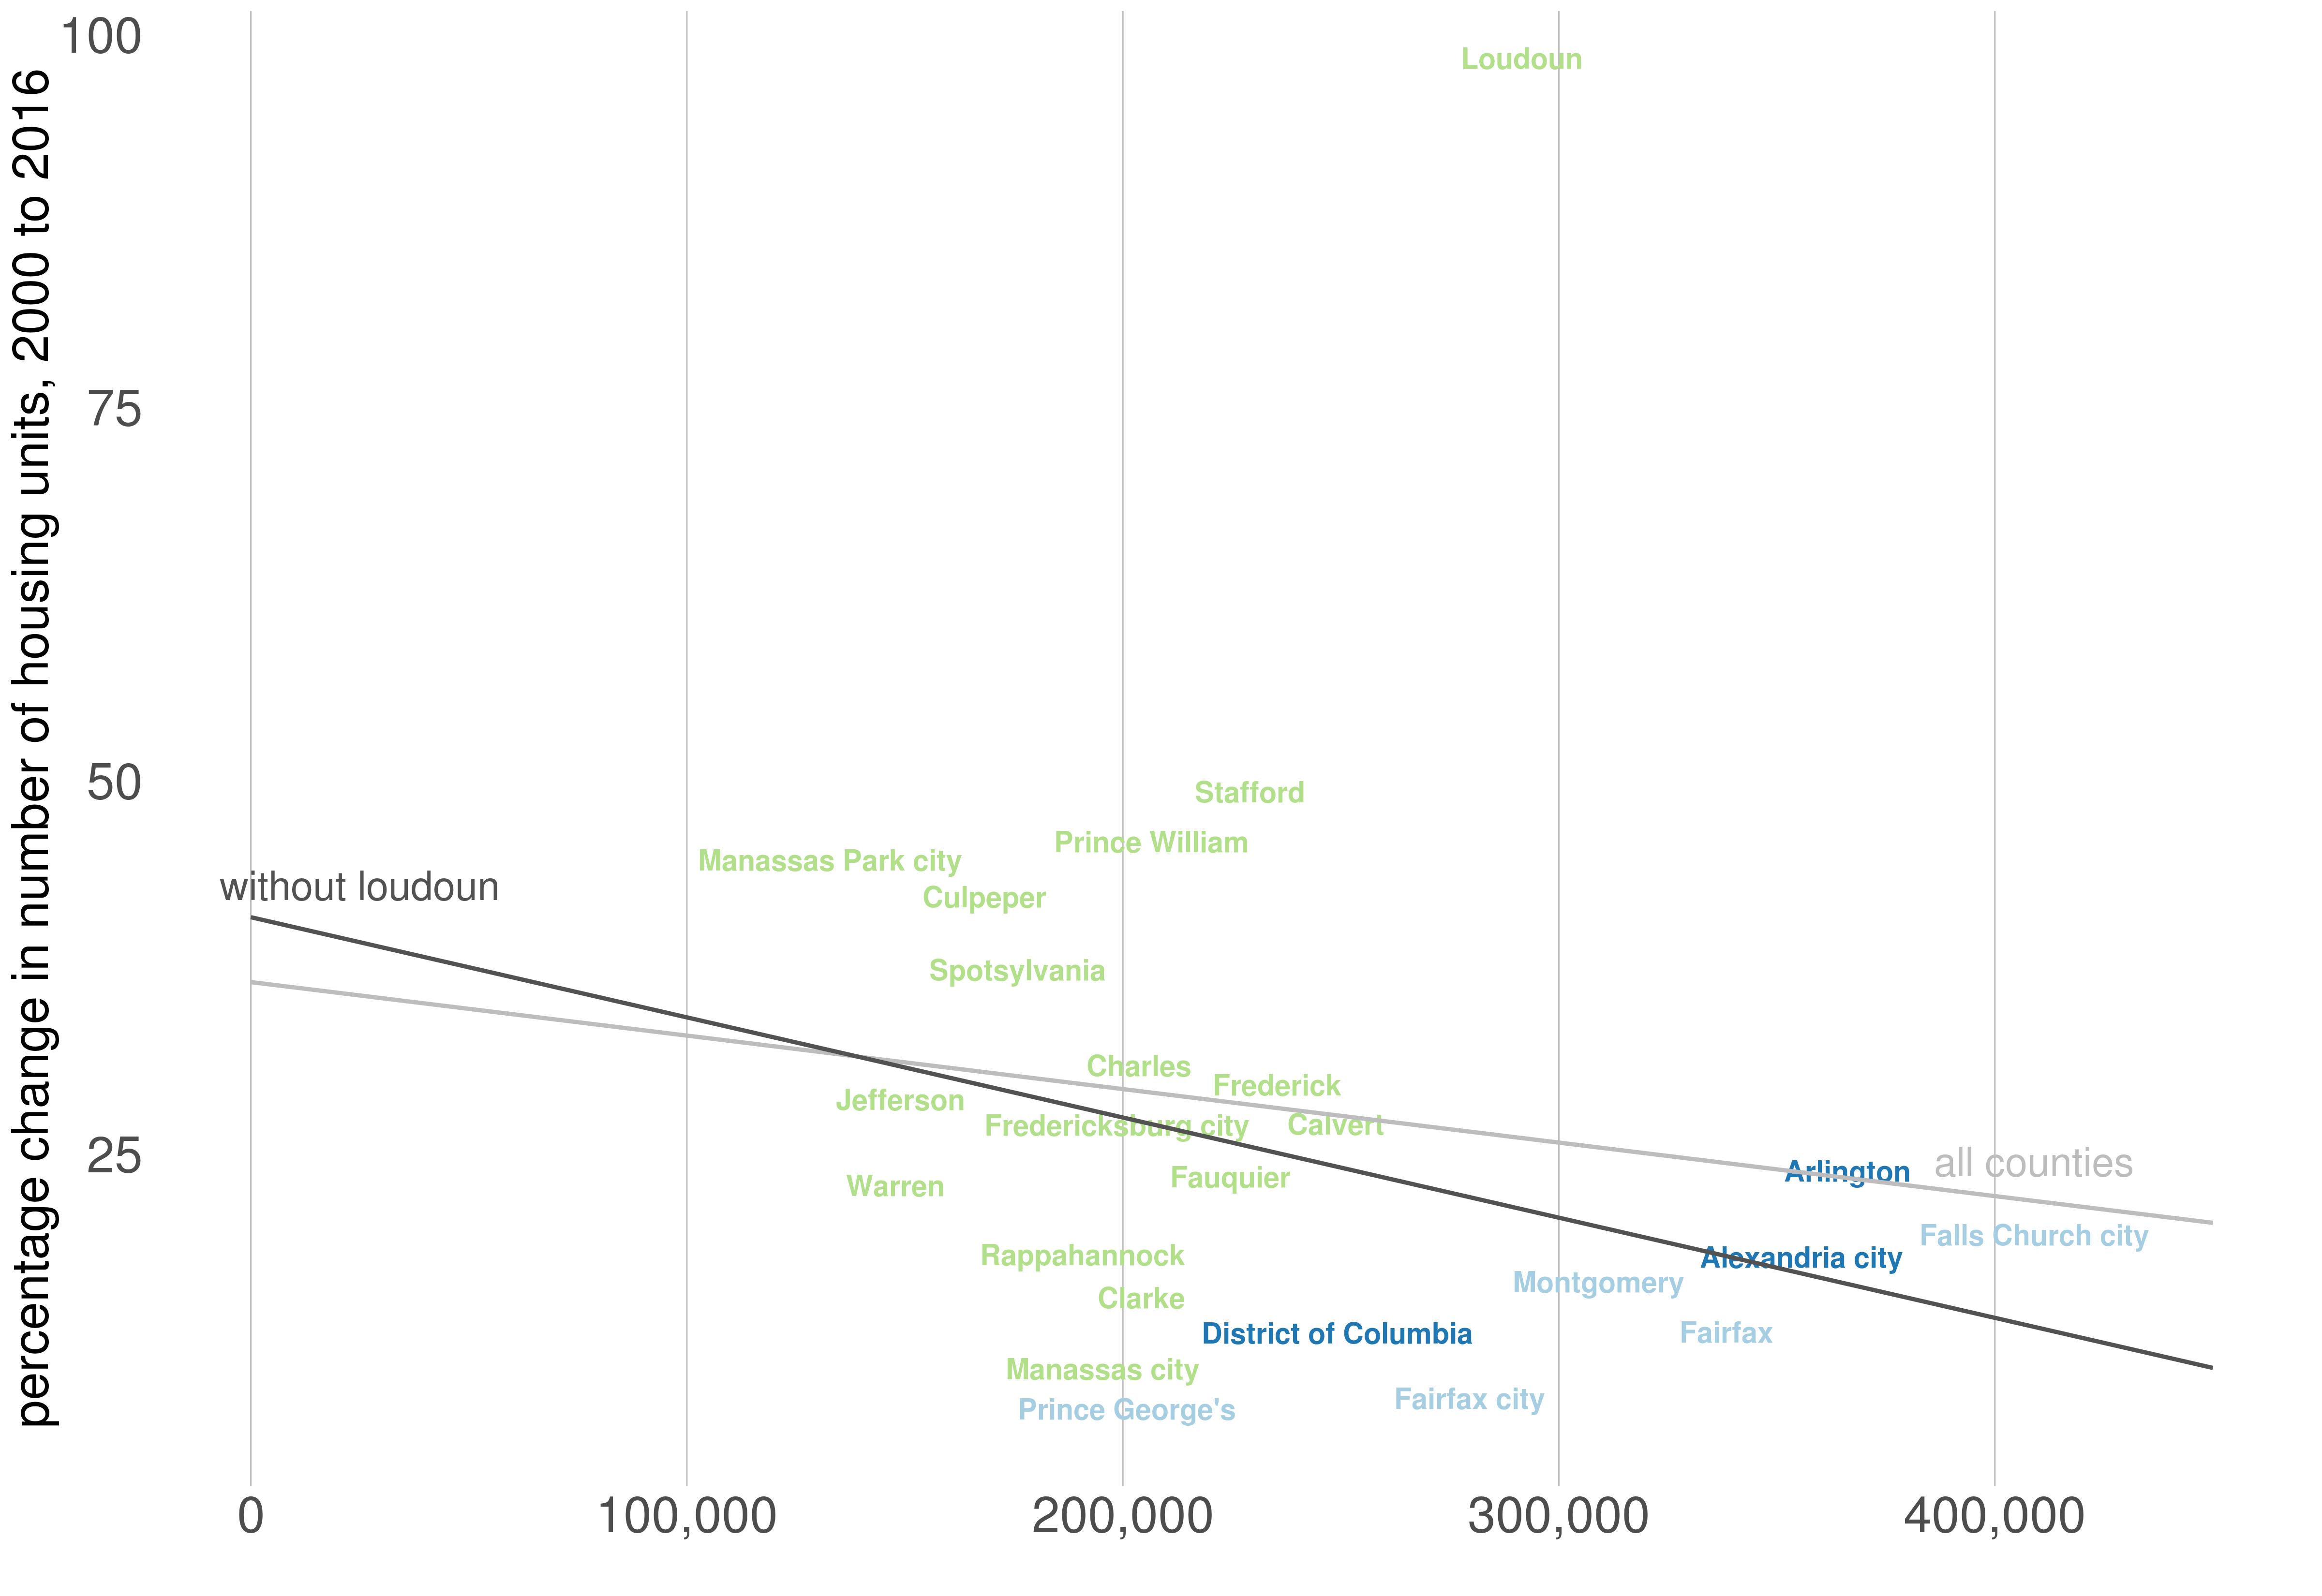 percentage change in number of housing units, 2000 to 2016
100
75
50
25
Loudoun
Stafford
Prince William
Manassas Park city
without loudoun
Culpeper
Spotsylvania
Charles
Frederick
Jefferson
Fredericksburg city
Calvert
all counties
Arlington
Fauquier
Warren
Falls Church city
Rappahannock
Alexandria city
Montgomery
Clarke
District of Columbia
Fairfax
Manassas city
Fairfax city
Prince George's
0 100,000 200,000 300,000 400,000